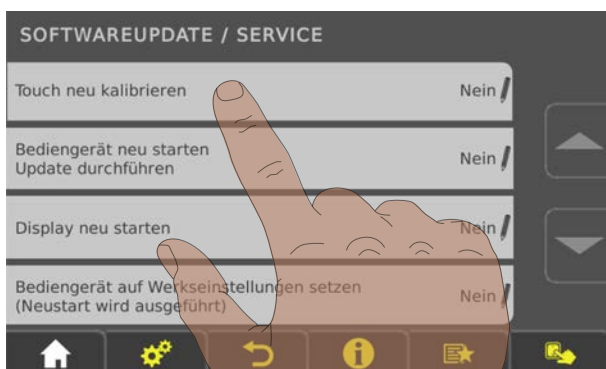 SOFTWAREUPDATE / SERVICE
Touch neu kalibrieren Nein
Bediengerät neu starten
Update durchführen Nein
Display neu starten Nein
Bediengerät auf Werkseinstellungen setzen
(Neustart wird ausgeführt) Nein